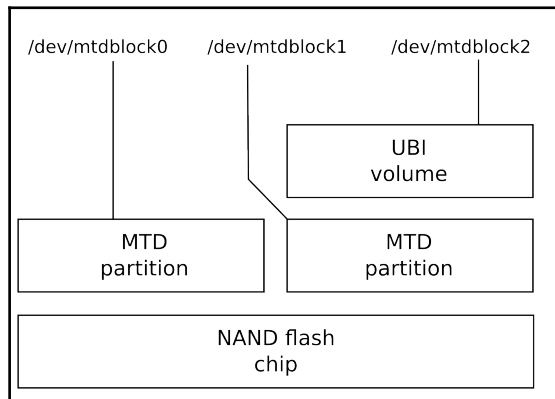 /dev/mtdblock0 /dev/mtdblock1 /dev/mtdblock2
UBI
volume
MTD
partition
MTD
partition
NAND flash
chip